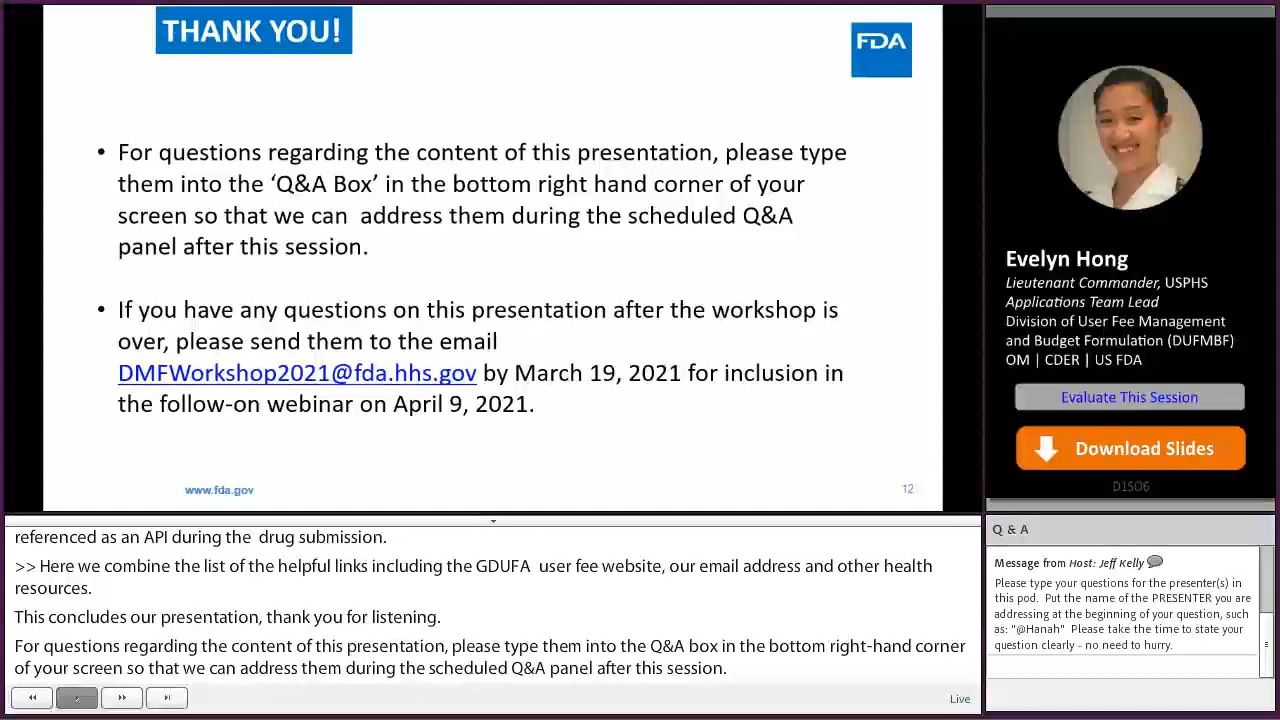 THANK YOU!
FDA
• For questions regarding the content of this presentation, please type
them into the ‘Q&A Box’ in the bottom right hand corner of your
screen so that we can address them during the scheduled Q&A
panel after this session.
• If you have any questions on this presentation after the workshop is
over, please send them to the email
DMFWorkshop2021@fda.hhs.gov by March 19, 2021 for inclusion in
the follow-on webinar on April 9, 2021.
www.fda.gov
12
Evelyn Hong
Lieutenant Commander, USPHS
Applications Team Lead
Division of User Fee Management
and Budget Formulation (DUFMBF)
OM | CDER | US FDA
Evaluate This Session
Download Slides
D1S06
referenced as an API during the drug submission.
>> Here we combine the list of the helpful links including the GDUFA user fee website, our email address and other health
resources.
This concludes our presentation, thank you for listening.
For questions regarding the content of this presentation, please type them into the Q&A box in the bottom right-hand corner
of your screen so that we can address them during the scheduled Q&A panel after this session.
Live
Q & A
Message from Host: Jeff Kelly
Please type your questions for the presenter(s) in
this pod. Put the name of the PRESENTER you are
addressing at the beginning of your question, such
as: "@Hanah" Please take the time to state your
question clearly - no need to hurry.